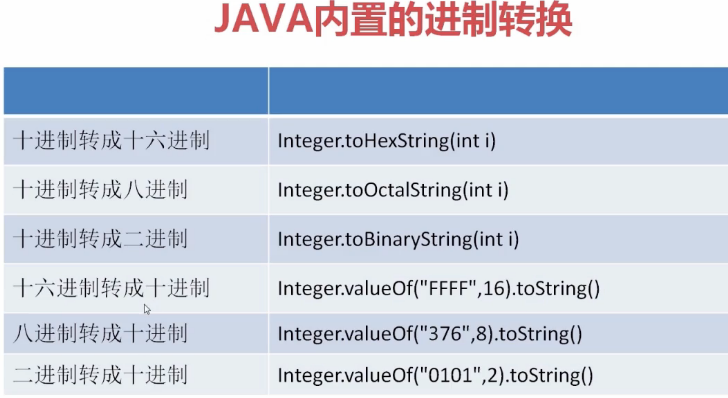 JAVA内置的进制转换
十进制转成十六进制 Integer.toHexString(int i)
十进制转成八进制 Integer.toOctalString(int i)
十进制转成二进制 Integer.toBinaryString(int i)
十六进制转成十进制 Integer.valueOf("FFFF",16).toString()
八进制转成十进制 Integer.valueOf("376",8).toString()
二进制转成十进制 Integer.valueOf("0101",2).toString()